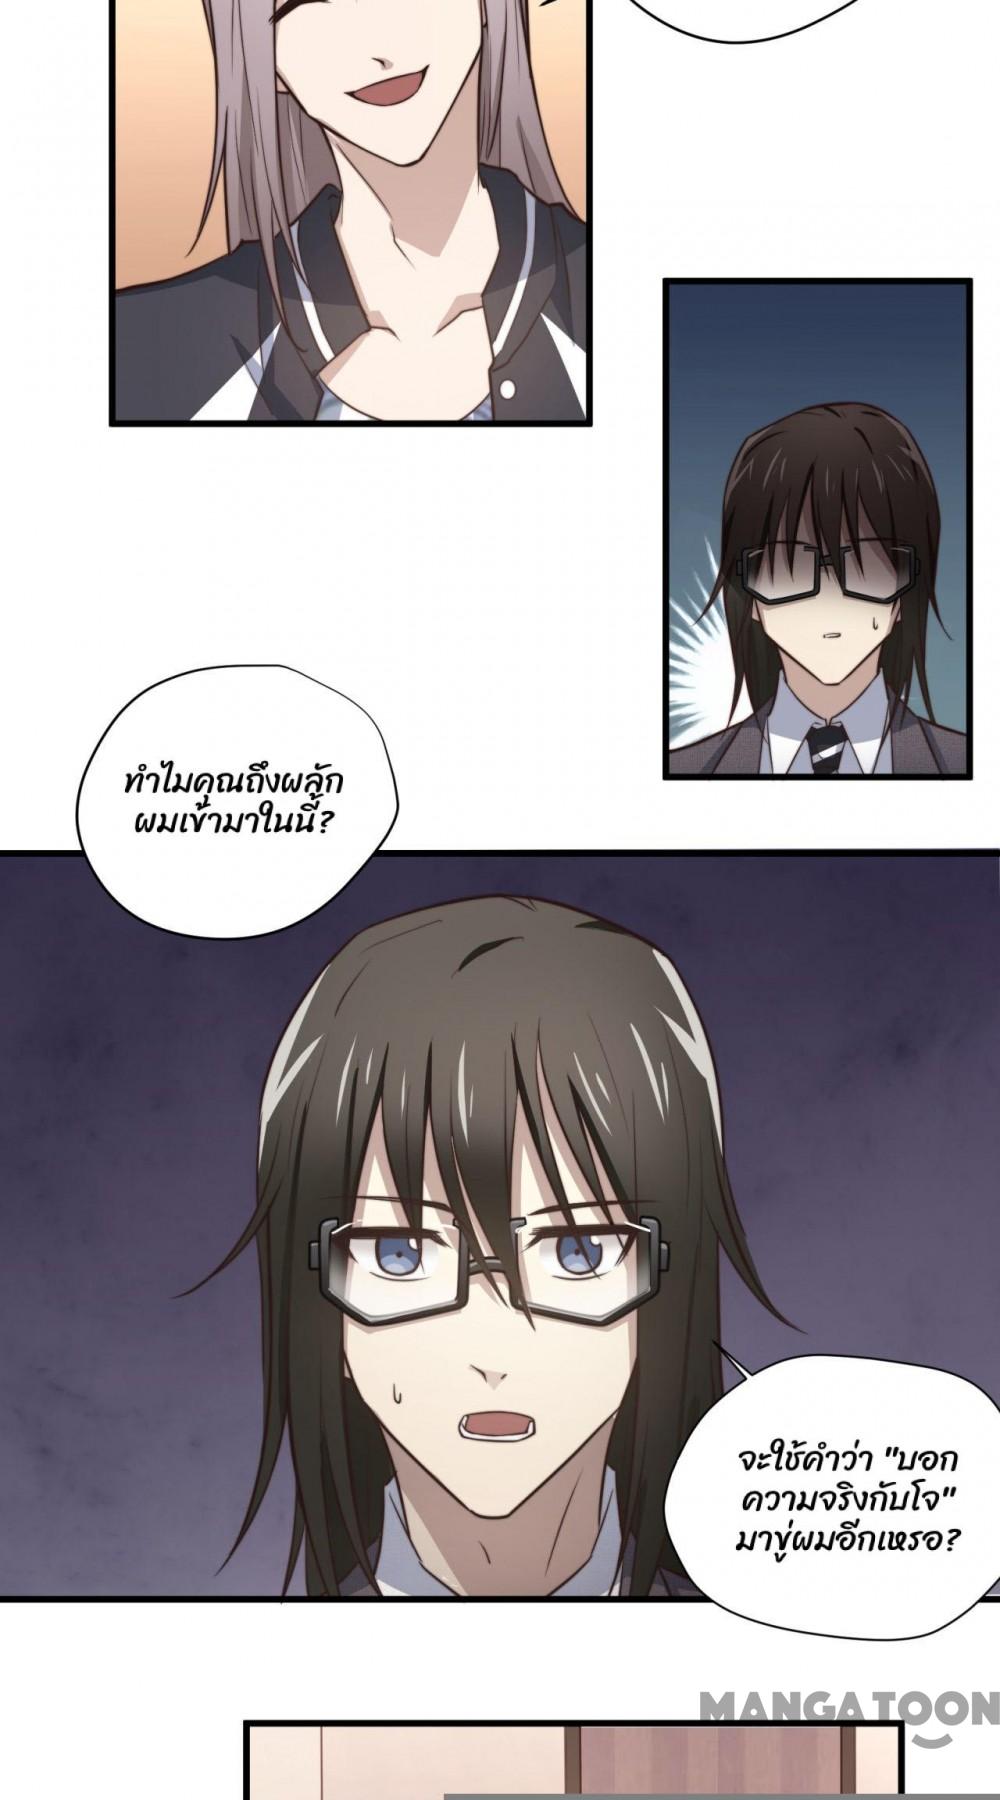 ทำไมคุณถึงผลัก
ผมเข้ามาในนี้?
จะใช้คำว่า "บอก
ความจริงกับโจ"
มาขู่ผมอีกเหรอ?
MANGATOON